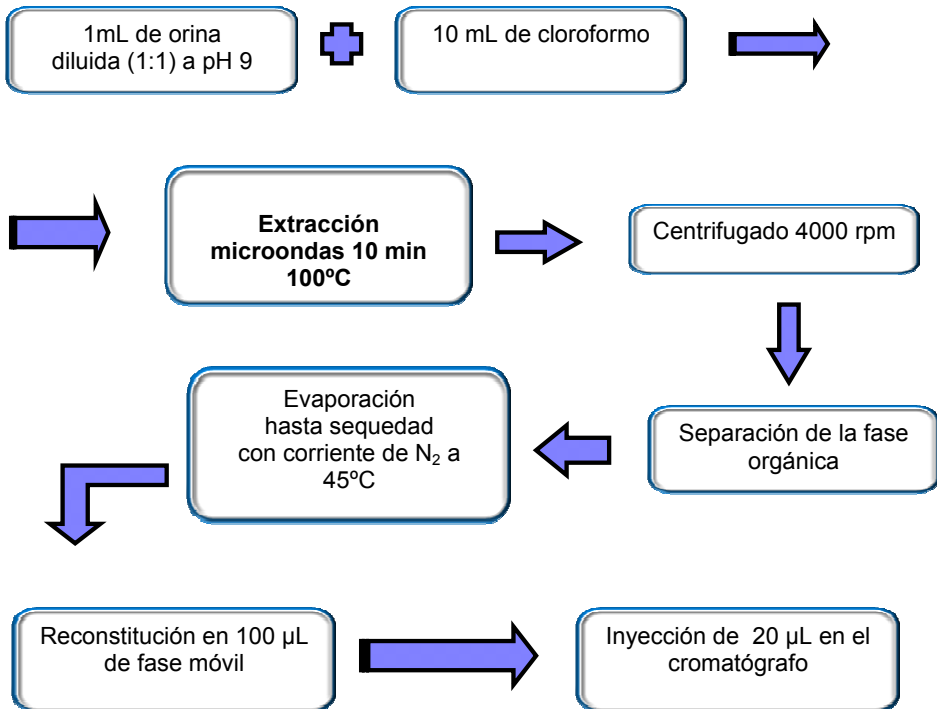 1mL de orina
diluida (1:1) a pH 9
10 mL de cloroformo
Extracción
microondas 10 min
100ºC
Centrifugado 4000 rpm
Separación de la fase
orgánica
Evaporación
hasta sequedad
con corriente de N₂ a
45ºC
Reconstitución en 100 µL
de fase móvil
Inyección de 20 µL en el
cromatógrafo